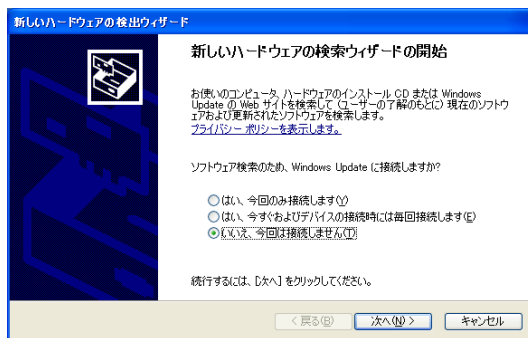 新しいハードウェアの検出ウィザード
新しいハードウェアの検索ウィザードの開始
お使いのコンピュータ、ハードウェアのインストール CD または Windows
Update の Web サイトを検索して (ユーザーの了解のもとに) 現在のソフトウ
ェアおよび更新されたソフトウェアを検索します。
プライバシー ポリシーを表示します。
ソフトウェア検索のため、Windows Update に接続しますか?
はい、今回のみ接続します(Y)
はい、今すぐおよびデバイスの接続時には毎回接続します(E)
いいえ、今回は接続しません(T)
続行するには、[次へ] をクリックしてください。
< 戻る(B)
次へ(N) >
キャンセル